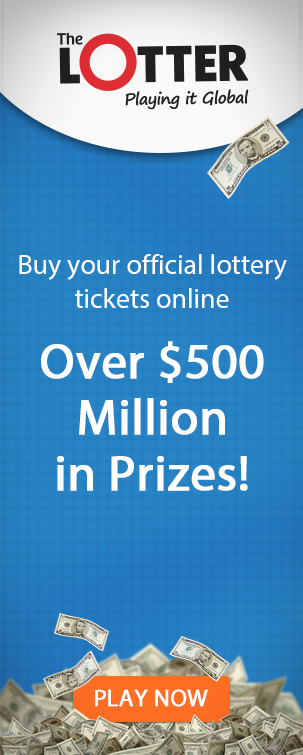 The
LOTTER
Playing it Global
Buy your official lottery
tickets online
Over $500
Million
in Prizes!
PLAY NOW